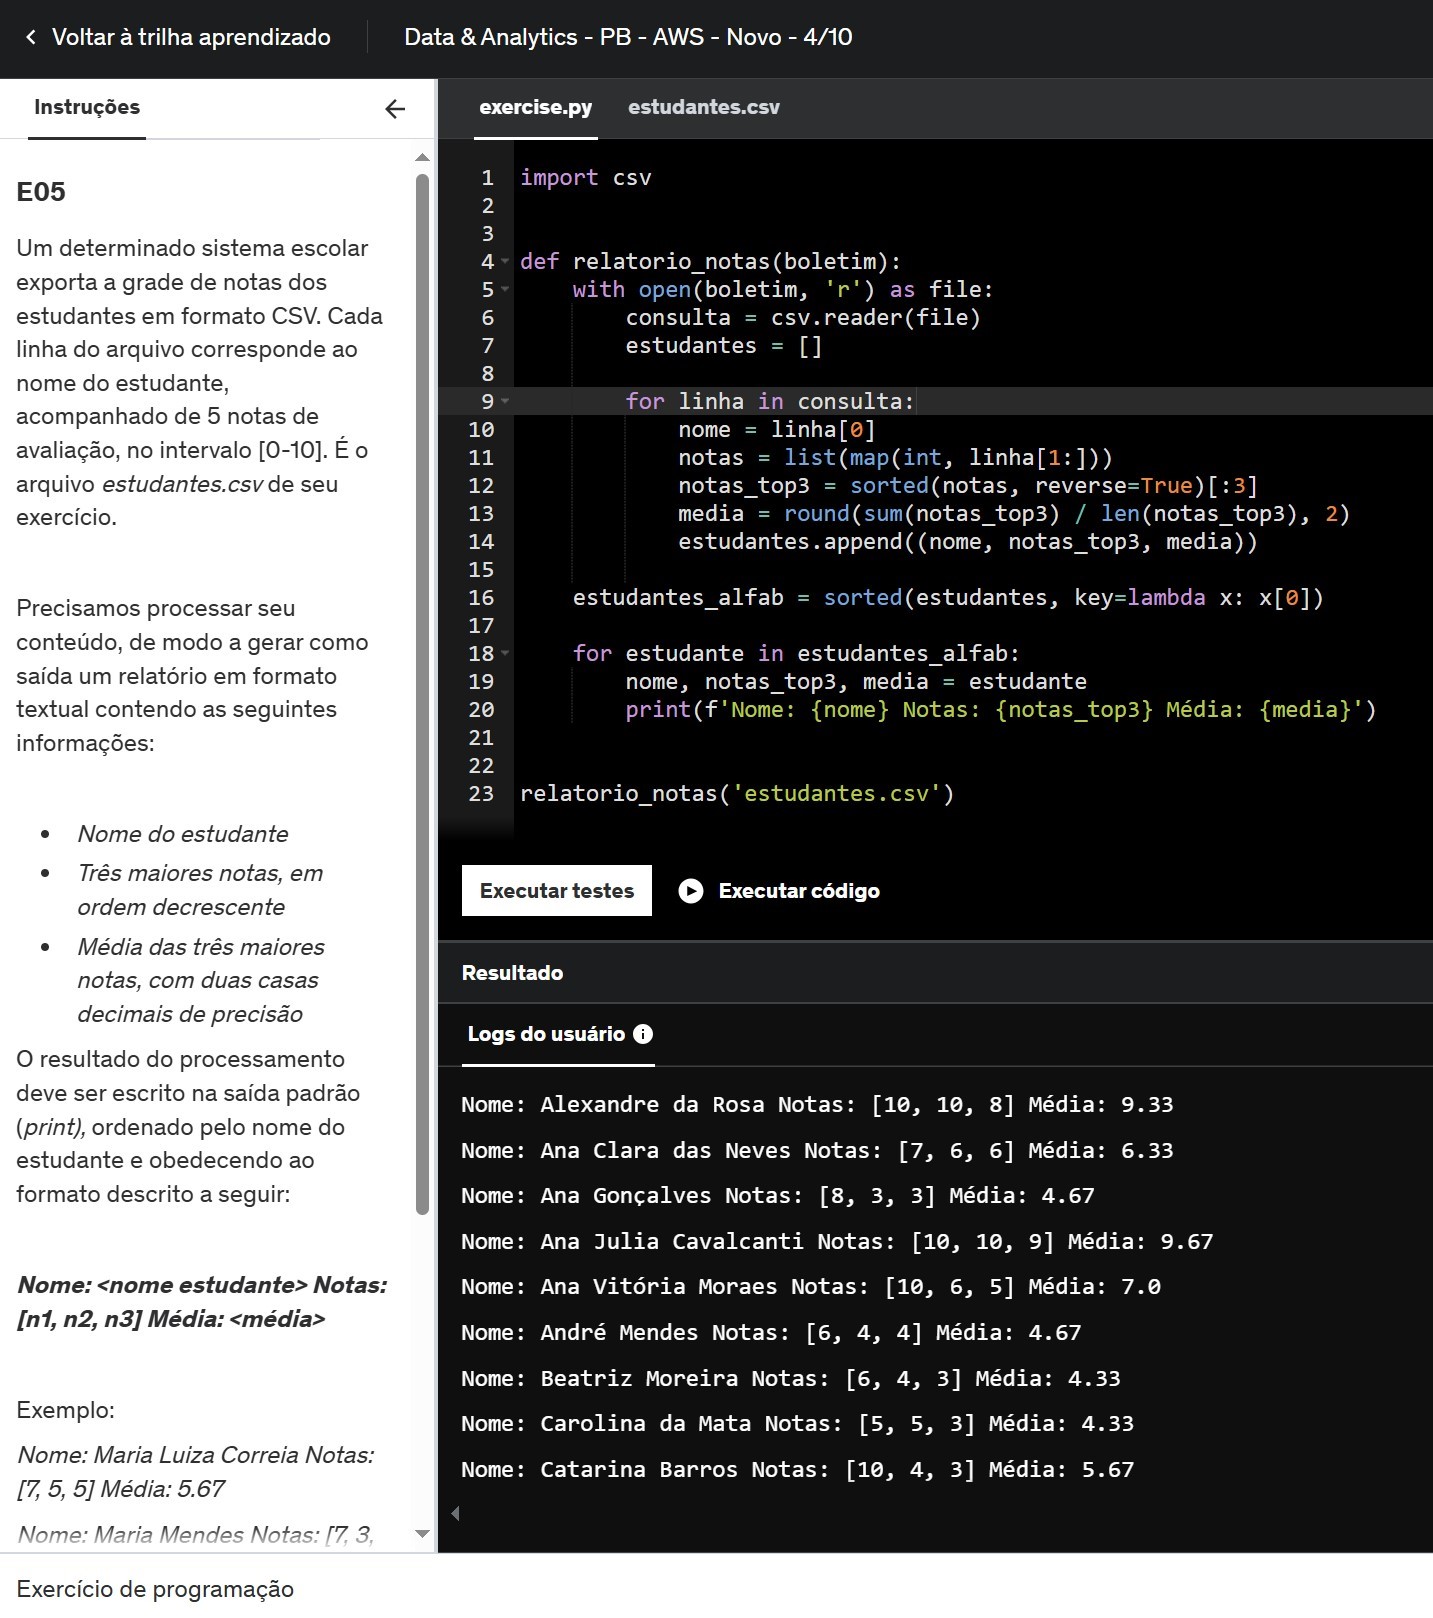 Voltar à trilha aprendizado
Data & Analytics - PB - AWS - Novo - 4/10
Instruções
E05
Um determinado sistema escolar
exporta a grade de notas dos
estudantes em formato CSV. Cada
linha do arquivo corresponde ao
nome do estudante,
acompanhado de 5 notas de
avaliação, no intervalo [0-10]. É o
arquivo estudantes.csv de seu
exercício.
Precisamos processar seu
conteúdo, de modo a gerar como
saída um relatório em formato
textual contendo as seguintes
informações:
• Nome do estudante
• Três maiores notas, em
ordem decrescente
• Média das três maiores
notas, com duas casas
decimais de precisão
O resultado do processamento
deve ser escrito na saída padrão
(print), ordenado pelo nome do
estudante e obedecendo ao
formato descrito a seguir:
Nome: <nome estudante> Notas:
[n1, n2, n3] Média: <média>
Exemplo:
Nome: Maria Luiza Correia Notas:
[7, 5, 5] Média: 5.67
Nome: Maria Mendes Notas: [7, 3,
exercise.py
estudantes.csv
1 import csv
2
3
4 def relatorio_notas(boletim):
5     with open(boletim, 'r') as file:
6         consulta = csv.reader(file)
7         estudantes = []
8
9         for linha in consulta:
10             nome = linha[0]
11             notas = list(map(int, linha[1:]))
12             notas_top3 = sorted(notas, reverse=True)[:3]
13             media = round(sum(notas_top3) / len(notas_top3), 2)
14             estudantes.append((nome, notas_top3, media))
15
16     estudantes_alfab = sorted(estudantes, key=lambda x: x[0])
17
18     for estudante in estudantes_alfab:
19         nome, notas_top3, media = estudante
20         print(f'Nome: {nome} Notas: {notas_top3} Média: {media}')
21
22
23 relatorio_notas('estudantes.csv')
Executar testes
Executar código
Resultado
Logs do usuário
Nome: Alexandre da Rosa Notas: [10, 10, 8] Média: 9.33
Nome: Ana Clara das Neves Notas: [7, 6, 6] Média: 6.33
Nome: Ana Gonçalves Notas: [8, 3, 3] Média: 4.67
Nome: Ana Julia Cavalcanti Notas: [10, 10, 9] Média: 9.67
Nome: Ana Vitória Moraes Notas: [10, 6, 5] Média: 7.0
Nome: André Mendes Notas: [6, 4, 4] Média: 4.67
Nome: Beatriz Moreira Notas: [6, 4, 3] Média: 4.33
Nome: Carolina da Mata Notas: [5, 5, 3] Média: 4.33
Nome: Catarina Barros Notas: [10, 4, 3] Média: 5.67
Exercício de programação